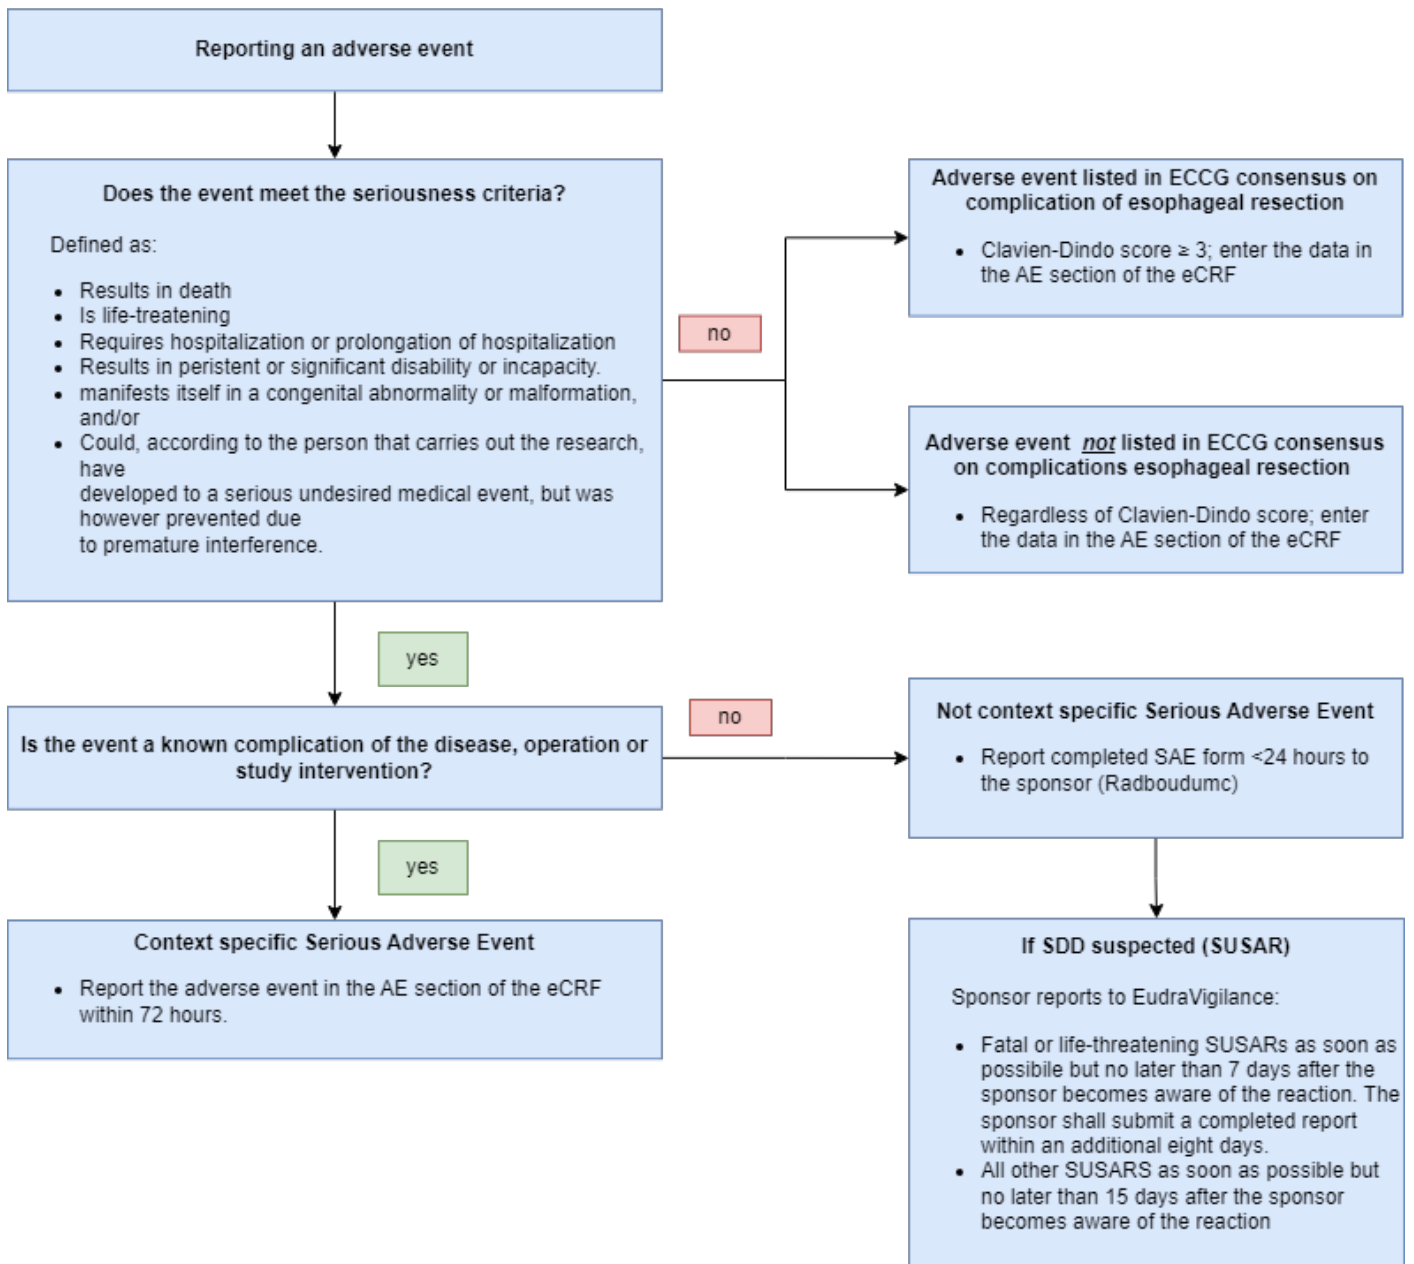 Reporting an adverse event
Does the event meet the seriousness criteria?
Defined as:
• Results in death
• Is life-treatening
• Requires hospitalization or prolongation of hospitalization
• Results in peristent or significant disability or incapacity.
• manifests itself in a congenital abnormality or malformation,
and/or
• Could, according to the person that carries out the research,
have
developed to a serious undesired medical event, but was
however prevented due
to premature interference.
no
Adverse event listed in ECCG consensus on
complication of esophageal resection
• Clavien-Dindo score ≥ 3; enter the data in
the AE section of the eCRF
Adverse event not listed in ECCG consensus
on complications esophageal resection
• Regardless of Clavien-Dindo score; enter
the data in the AE section of the eCRF
yes
Is the event a known complication of the disease, operation or
study intervention?
no
Not context specific Serious Adverse Event
• Report completed SAE form <24 hours to
the sponsor (Radboudumc)
yes
Context specific Serious Adverse Event
• Report the adverse event in the AE section of the eCRF
within 72 hours.
If SDD suspected (SUSAR)
Sponsor reports to EudraVigilance:
• Fatal or life-threatening SUSARs as soon as
possibile but no later than 7 days after the
sponsor becomes aware of the reaction. The
sponsor shall submit a completed report
within an additional eight days.
• All other SUSARS as soon as possible but
no later than 15 days after the sponsor
becomes aware of the reaction